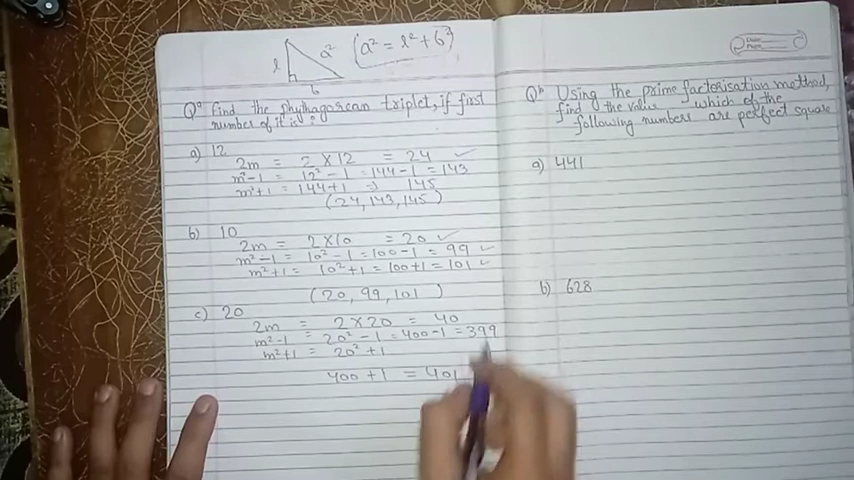 l a² (a² = l² + b²)
b
Qᵃ Find the phythagorean triplet, if first
number of it is ?
a) 12
2m = 2 × 12 = 24 ✓
m²-1 = 12² - 1 = 144 - 1 = 143
m²+1 = 144+1 ⇒ 145
(24, 143, 145)
b) 10
2m = 2×10 = 20 ✓
m²-1 = 10² - 1 = 100 - 1 = 99 ✓
m²+1 = 10²+1 = 100+1 = 101 ✓
(20, 99, 101)
c) 20
2m = 2 × 20 = 40
m²-1 = 20² - 1 = 400-1 = 399
m²+1 = 20² + 1
400 + 1 = 401
Qᵇ Using the prime factorisation method,
find the value which of the
following numbers are perfect square
a) 441
b) 628